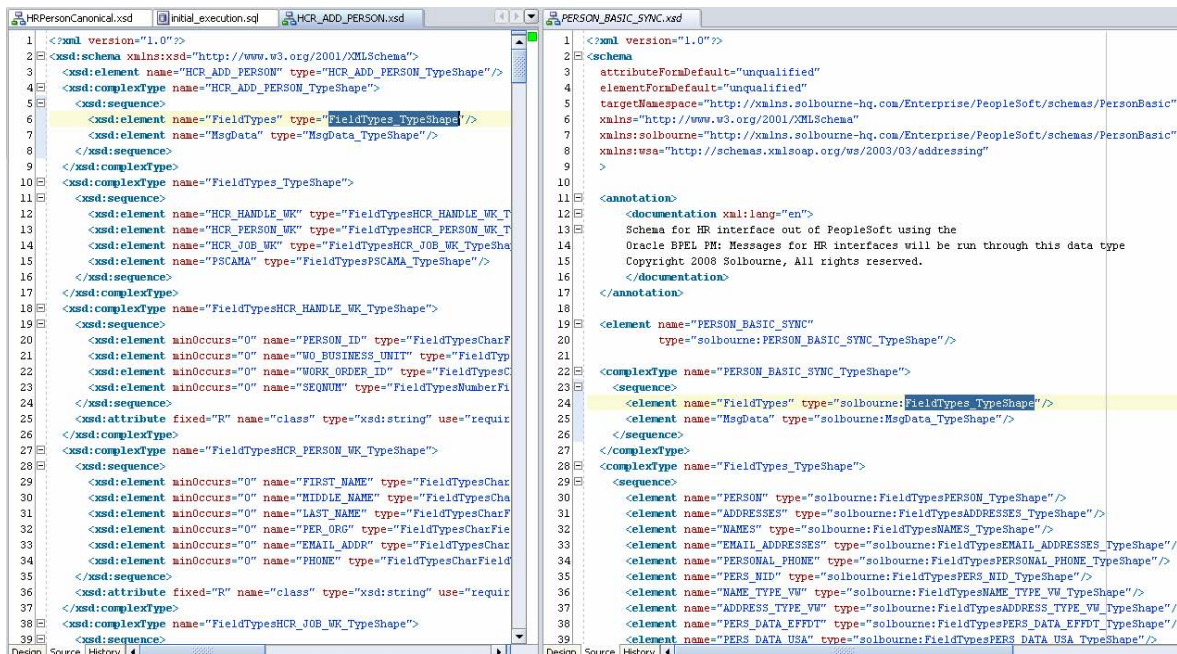 HRPersonCanonical.xsd initial_execution.sql HCR_ADD_PERSON.xsd
1 <?xml version="1.0"?>
2 <xsd:schema xmlns:xsd="http://www.w3.org/2001/XMLSchema">
3 <xsd:element name="HCR_ADD_PERSON" type="HCR_ADD_PERSON_TypeShape"/>
4 <xsd:complexType name="HCR_ADD_PERSON_TypeShape">
5 <xsd:sequence>
6 <xsd:element name="FieldTypes" type="FieldTypes_TypeShape"/>
7 <xsd:element name="MsgData" type="MsgData_TypeShape"/>
8 </xsd:sequence>
9 </xsd:complexType>
10 <xsd:complexType name="FieldTypes_TypeShape">
11 <xsd:sequence>
12 <xsd:element name="HCR_HANDLE_WK" type="FieldTypesHCR_HANDLE_WK_T
13 <xsd:element name="HCR_PERSON_WK" type="FieldTypesHCR_PERSON_WK_T
14 <xsd:element name="HCR_JOB_WK" type="FieldTypesHCR_JOB_WK_TypeSha
15 <xsd:element name="PSCAMA" type="FieldTypesPSCAMA_TypeShape"/>
16 </xsd:sequence>
17 </xsd:complexType>
18 <xsd:complexType name="FieldTypesHCR_HANDLE_WK_TypeShape">
19 <xsd:sequence>
20 <xsd:element minOccurs="0" name="PERSON_ID" type="FieldTypesCharF
21 <xsd:element minOccurs="0" name="WO_BUSINESS_UNIT" type="FieldTyp
22 <xsd:element minOccurs="0" name="WORK_ORDER_ID" type="FieldTypesC
23 <xsd:element minOccurs="0" name="SEQNUM" type="FieldTypesNumberFi
24 </xsd:sequence>
25 <xsd:attribute fixed="R" name="class" type="xsd:string" use="requir
26 </xsd:complexType>
27 <xsd:complexType name="FieldTypesHCR_PERSON_WK_TypeShape">
28 <xsd:sequence>
29 <xsd:element minOccurs="0" name="FIRST_NAME" type="FieldTypesChar
30 <xsd:element minOccurs="0" name="MIDDLE_NAME" type="FieldTypesCha
31 <xsd:element minOccurs="0" name="LAST_NAME" type="FieldTypesCharF
32 <xsd:element minOccurs="0" name="PER_ORG" type="FieldTypesCharFie
33 <xsd:element minOccurs="0" name="EMAIL_ADDR" type="FieldTypesChar
34 <xsd:element minOccurs="0" name="PHONE" type="FieldTypesCharField
35 </xsd:sequence>
36 <xsd:attribute fixed="R" name="class" type="xsd:string" use="requir
37 </xsd:complexType>
38 <xsd:complexType name="FieldTypesHCR_JOB_WK_TypeShape">
39 <xsd:sequence>
Design Source History
PERSON_BASIC_SYNC.xsd
1 <?xml version="1.0"?>
2 <schema
3 attributeFormDefault="unqualified"
4 elementFormDefault="unqualified"
5 targetNamespace="http://xmlns.solbourne-hq.com/Enterprise/PeopleSoft/schemas/PersonBasic"
6 xmlns="http://www.w3.org/2001/XMLSchema"
7 xmlns:solbourne="http://xmlns.solbourne-hq.com/Enterprise/PeopleSoft/schemas/PersonBasic"
8 xmlns:wsa="http://schemas.xmlsoap.org/ws/2003/03/addressing"
9 >
10
11 <annotation>
12 <documentation xml:lang="en">
13 Schema for HR interface out of PeopleSoft using the
14 Oracle BPEL PM: Messages for HR interfaces will be run through this data type
15 Copyright 2008 Solbourne, All rights reserved.
16 </documentation>
17 </annotation>
18
19 <element name="PERSON_BASIC_SYNC"
20 type="solbourne:PERSON_BASIC_SYNC_TypeShape"/>
21
22 <complexType name="PERSON_BASIC_SYNC_TypeShape">
23 <sequence>
24 <element name="FieldTypes" type="solbourne:FieldTypes_TypeShape"/>
25 <element name="MsgData" type="solbourne:MsgData_TypeShape"/>
26 </sequence>
27 </complexType>
28 <complexType name="FieldTypes_TypeShape">
29 <sequence>
30 <element name="PERSON" type="solbourne:FieldTypesPERSON_TypeShape"/>
31 <element name="ADDRESSES" type="solbourne:FieldTypesADDRESSES_TypeShape"/>
32 <element name="NAMES" type="solbourne:FieldTypesNAMES_TypeShape"/>
33 <element name="EMAIL_ADDRESSES" type="solbourne:FieldTypesEMAIL_ADDRESSES_TypeShape"/
34 <element name="PERSONAL_PHONE" type="solbourne:FieldTypesPERSONAL_PHONE_TypeShape"/>
35 <element name="PERS_NID" type="solbourne:FieldTypesPERS_NID_TypeShape"/>
36 <element name="NAME_TYPE_VW" type="solbourne:FieldTypesNAME_TYPE_VW_TypeShape"/>
37 <element name="ADDRESS_TYPE_VW" type="solbourne:FieldTypesADDRESS_TYPE_VW_TypeShape"/
38 <element name="PERS_DATA_EFFDT" type="solbourne:FieldTypesPERS_DATA_EFFDT_TypeShape"/
39 <element name="PERS_DATA_USA" type="solbourne:FieldTypesPERS_DATA_USA_TypeShape"/>
Design Source History